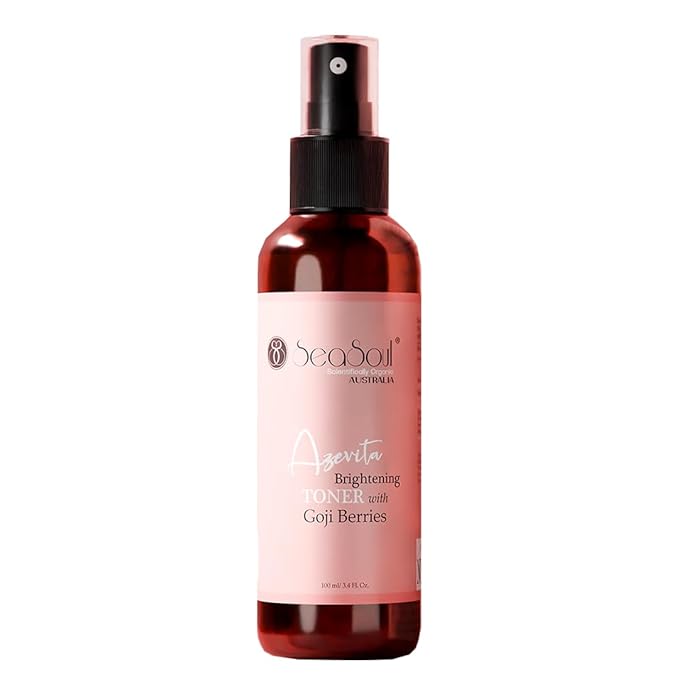 SeaSoul®
Scientifically Organic
AUSTRALIA
Azevita
Brightening
TONER with
Goji Berries
100 ml/ 3.4 Fl. Oz.